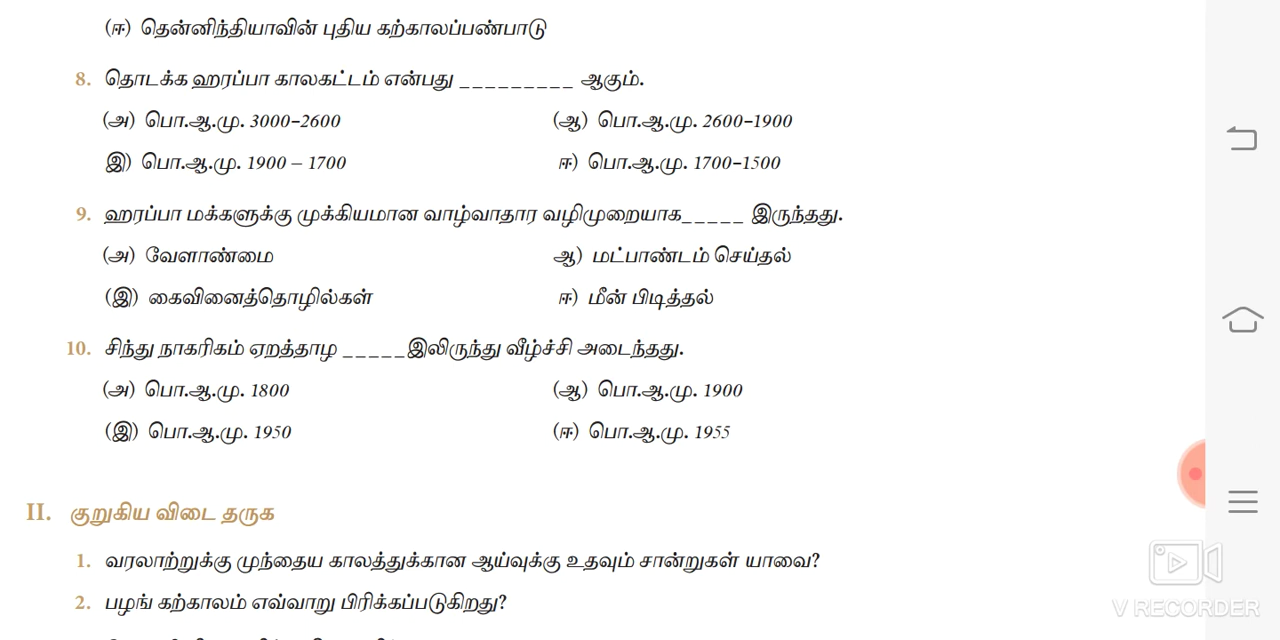 (ஈ) தென்னிந்தியாவின் புதிய கற்காலப்பண்பாடு
8. தொடக்க ஹரப்பா காலகட்டம் என்பது _________ ஆகும்.
(அ) பொ.ஆ.மு. 3000-2600 (ஆ) பொ.ஆ.மு. 2600-1900
இ) பொ.ஆ.மு. 1900 – 1700 ஈ) பொ.ஆ.மு. 1700-1500
9. ஹரப்பா மக்களுக்கு முக்கியமான வாழ்வாதார வழிமுறையாக_____ இருந்தது.
(அ) வேளாண்மை ஆ) மட்பாண்டம் செய்தல்
(இ) கைவினைத்தொழில்கள் ஈ) மீன் பிடித்தல்
10. சிந்து நாகரிகம் ஏறத்தாழ _____இலிருந்து வீழ்ச்சி அடைந்தது.
(அ) பொ.ஆ.மு. 1800 (ஆ) பொ.ஆ.மு. 1900
(இ) பொ.ஆ.மு. 1950 (ஈ) பொ.ஆ.மு. 1955
II. குறுகிய விடை தருக
1. வரலாற்றுக்கு முந்தைய காலத்துக்கான ஆய்வுக்கு உதவும் சான்றுகள் யாவை?
2. பழங் கற்காலம் எவ்வாறு பிரிக்கப்படுகிறது?
V RECORDER